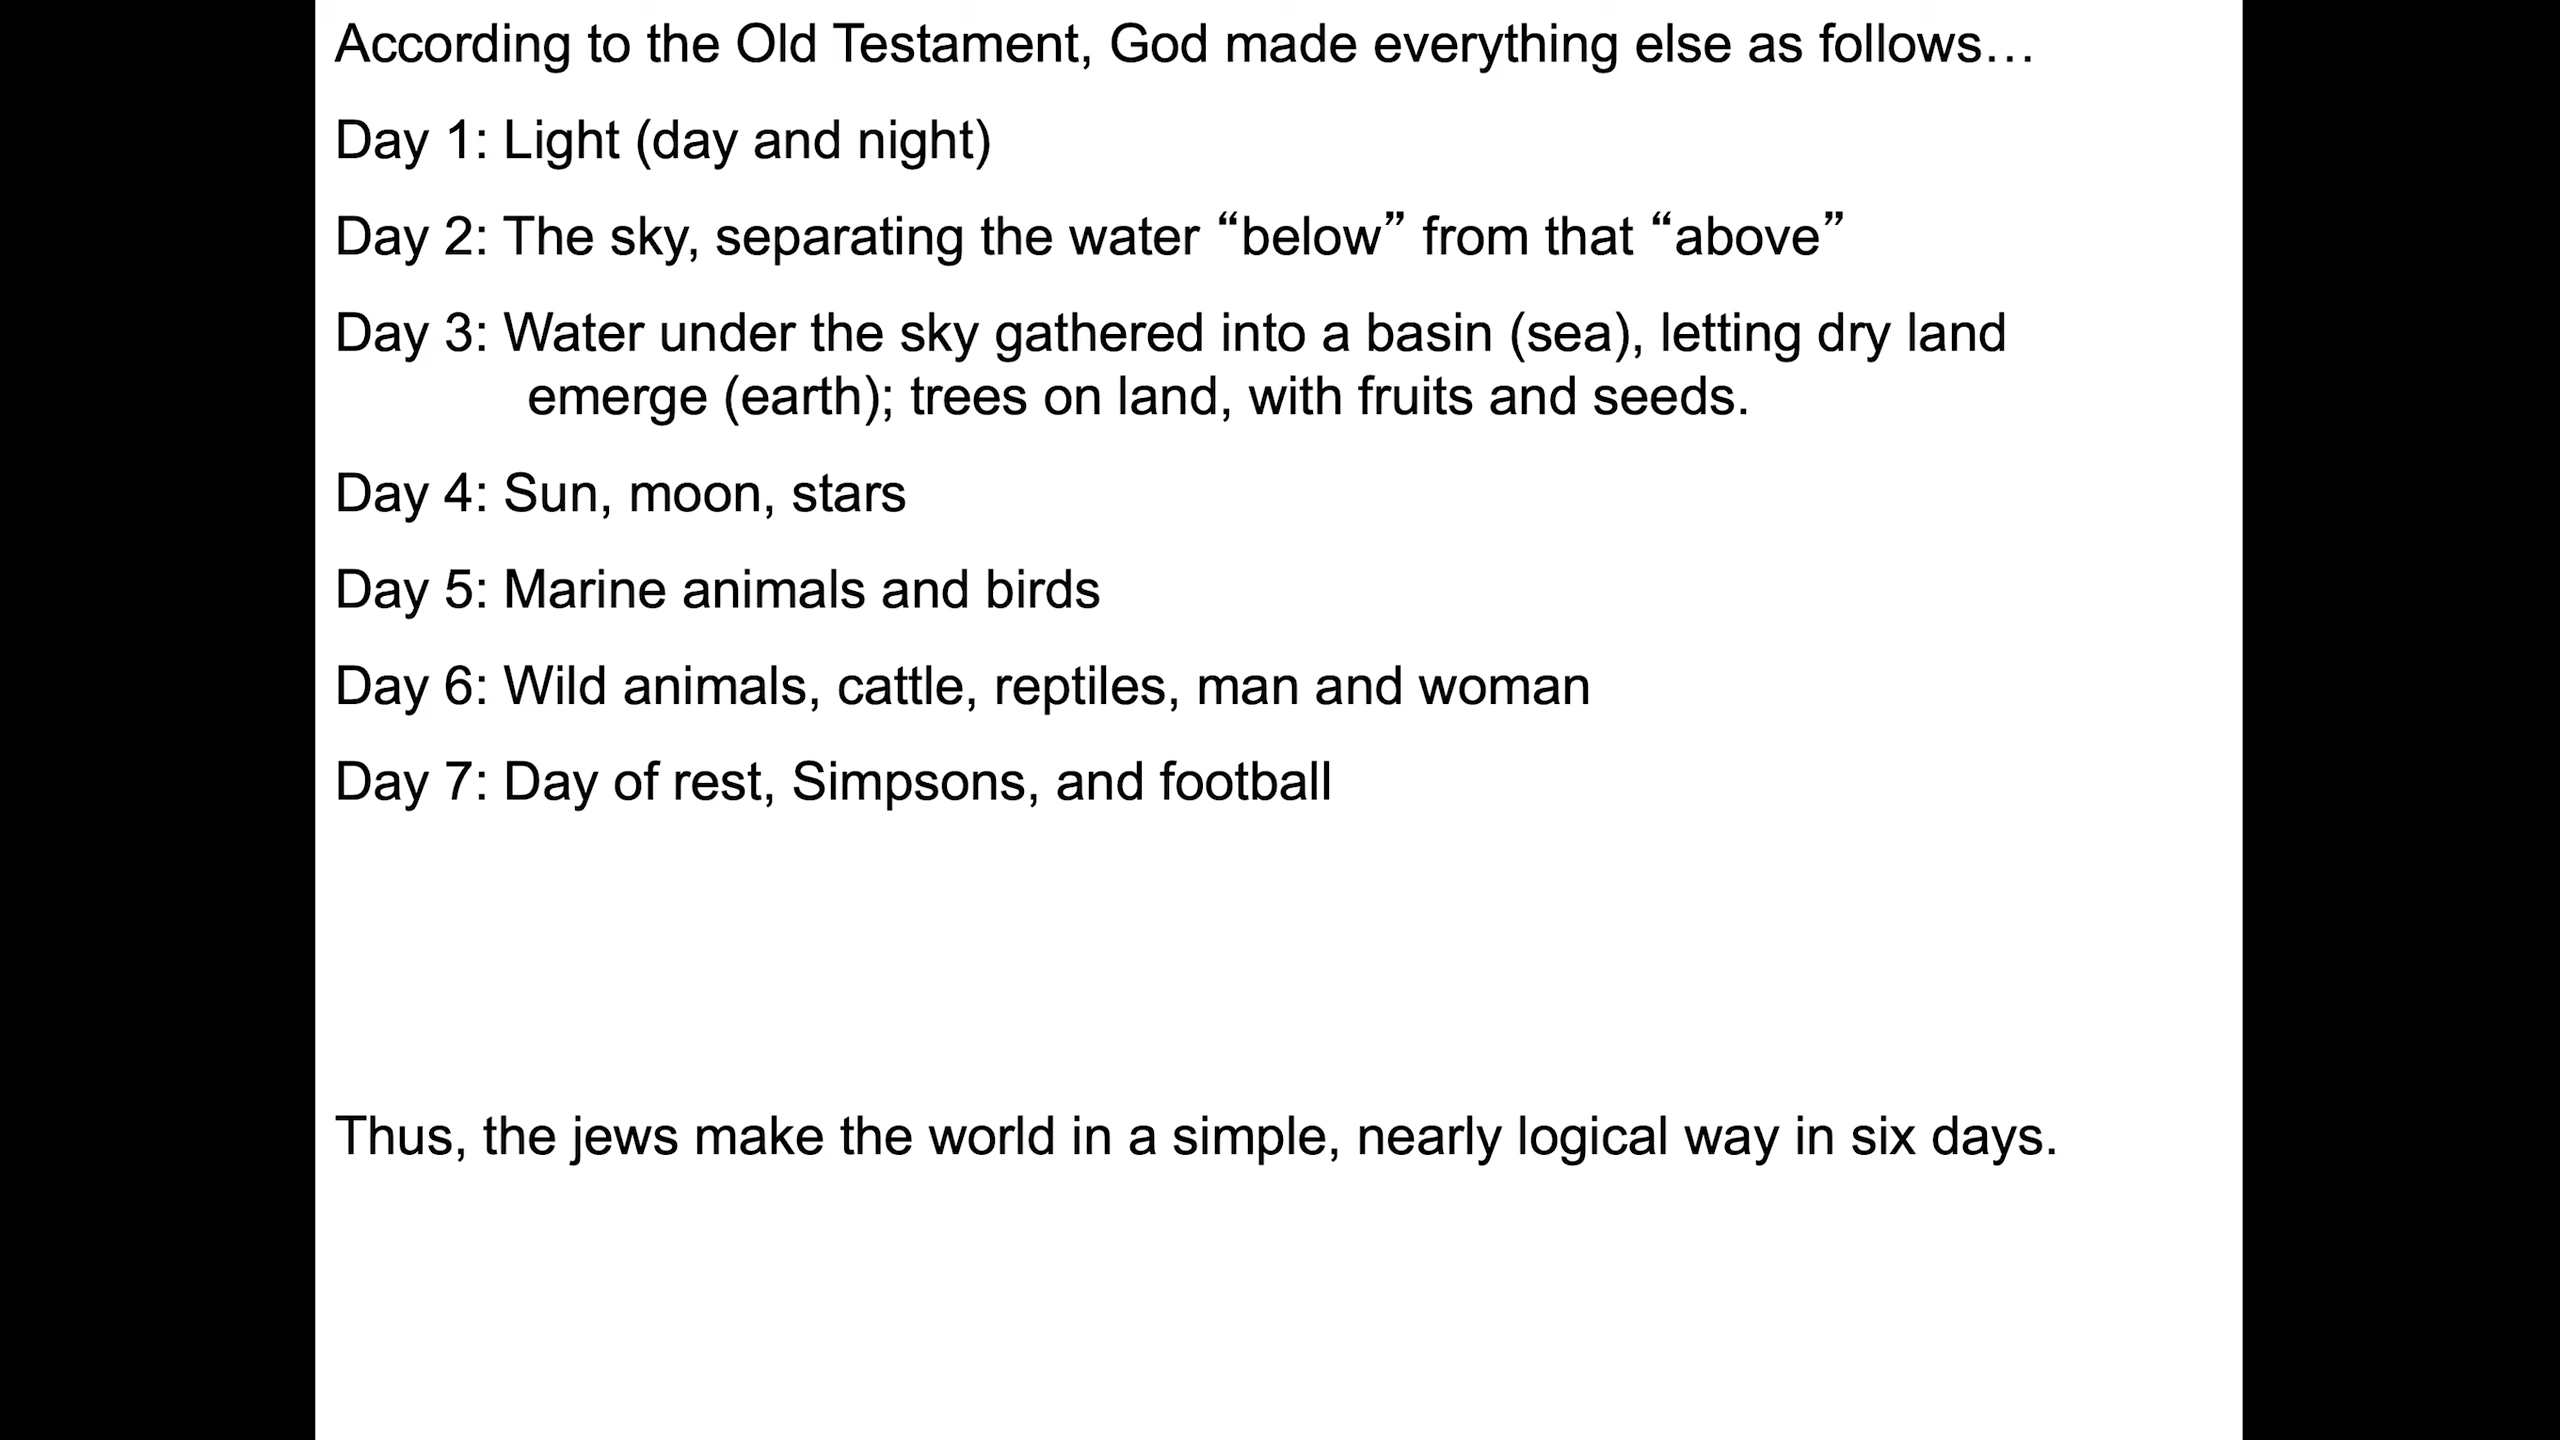 According to the Old Testament, God made everything else as follows…
Day 1: Light (day and night)
Day 2: The sky, separating the water “below” from that “above”
Day 3: Water under the sky gathered into a basin (sea), letting dry land
emerge (earth); trees on land, with fruits and seeds.
Day 4: Sun, moon, stars
Day 5: Marine animals and birds
Day 6: Wild animals, cattle, reptiles, man and woman
Day 7: Day of rest, Simpsons, and football
Thus, the jews make the world in a simple, nearly logical way in six days.